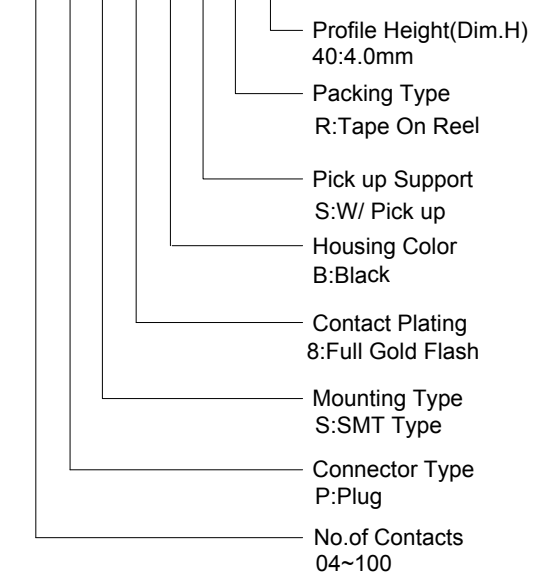 Profile Height(Dim.H)
40:4.0mm
Packing Type
R:Tape On Reel
Pick up Support
S:W/ Pick up
Housing Color
B:Black
Contact Plating
8:Full Gold Flash
Mounting Type
S:SMT Type
Connector Type
P:Plug
No.of Contacts
04~100